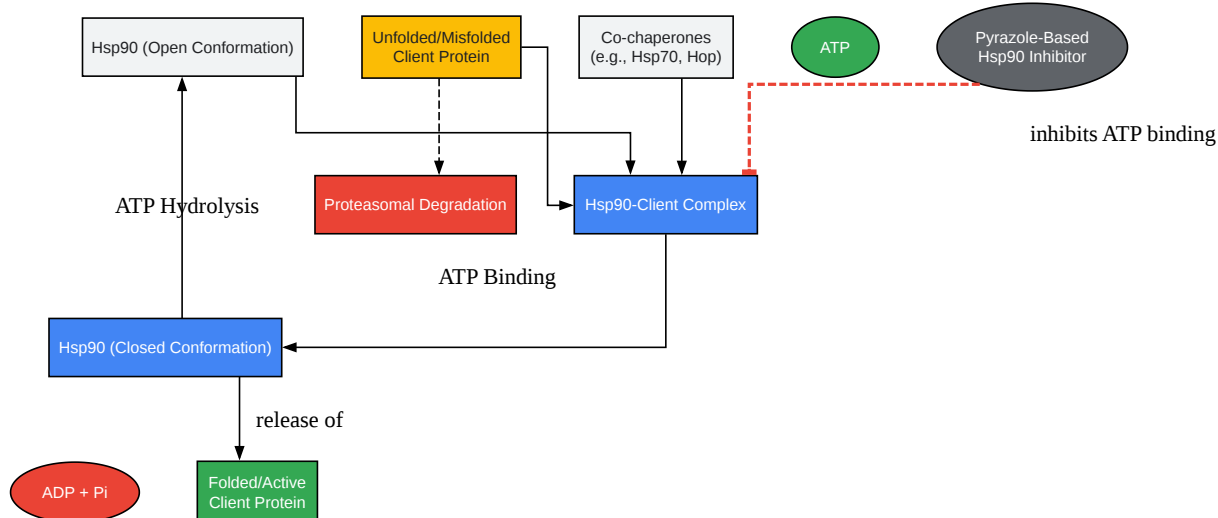 Hsp90 (Open Conformation)
Unfolded/Misfolded
Client Protein
Co-chaperones
(e.g., Hsp70, Hop)
ATP
Pyrazole-Based
Hsp90 Inhibitor
inhibits ATP binding
ATP Hydrolysis
Proteasomal Degradation
Hsp90-Client Complex
ATP Binding
Hsp90 (Closed Conformation)
release of
ADP + Pi
Folded/Active
Client Protein